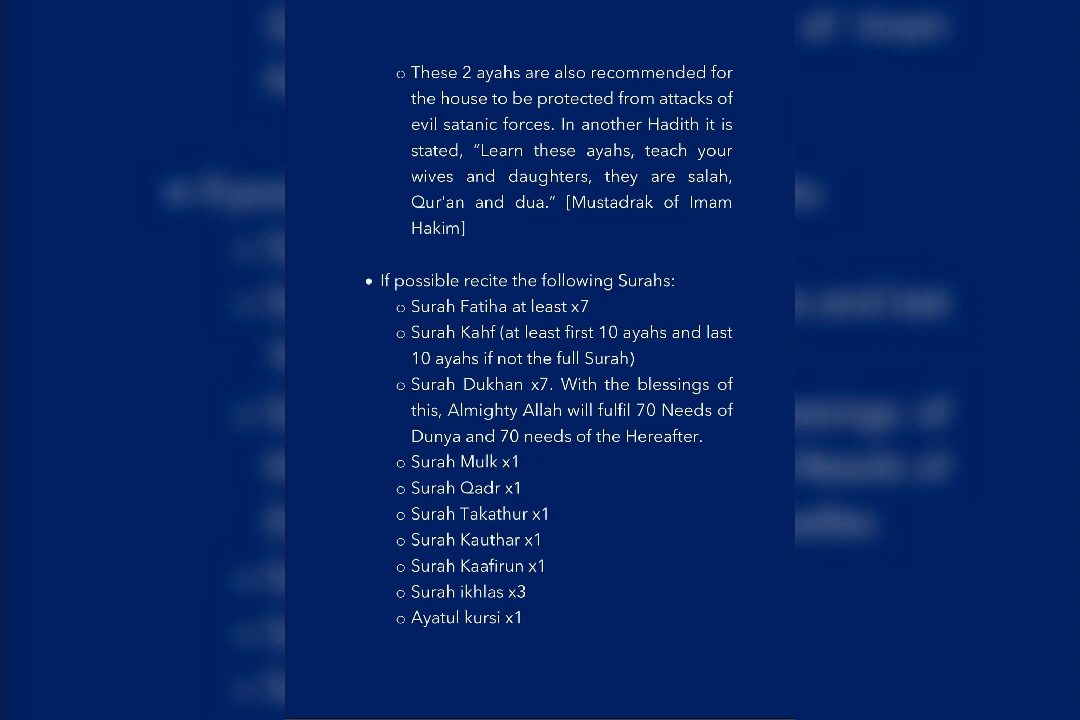 ○ These 2 ayahs are also recommended for
the house to be protected from attacks of
evil satanic forces. In another Hadith it is
stated, “Learn these ayahs, teach your
wives and daughters, they are salah,
Qur'an and dua.“ [Mustadrak of Imam
Hakim]
• If possible recite the following Surahs:
○ Surah Fatiha at least x7
○ Surah Kahf (at least first 10 ayahs and last
10 ayahs if not the full Surah)
○ Surah Dukhan x7. With the blessings of
this, Almighty Allah will fulfil 70 Needs of
Dunya and 70 needs of the Hereafter.
○ Surah Mulk x1
○ Surah Qadr x1
○ Surah Takathur x1
○ Surah Kauthar x1
○ Surah Kaafirun x1
○ Surah ikhlas x3
○ Ayatul kursi x1